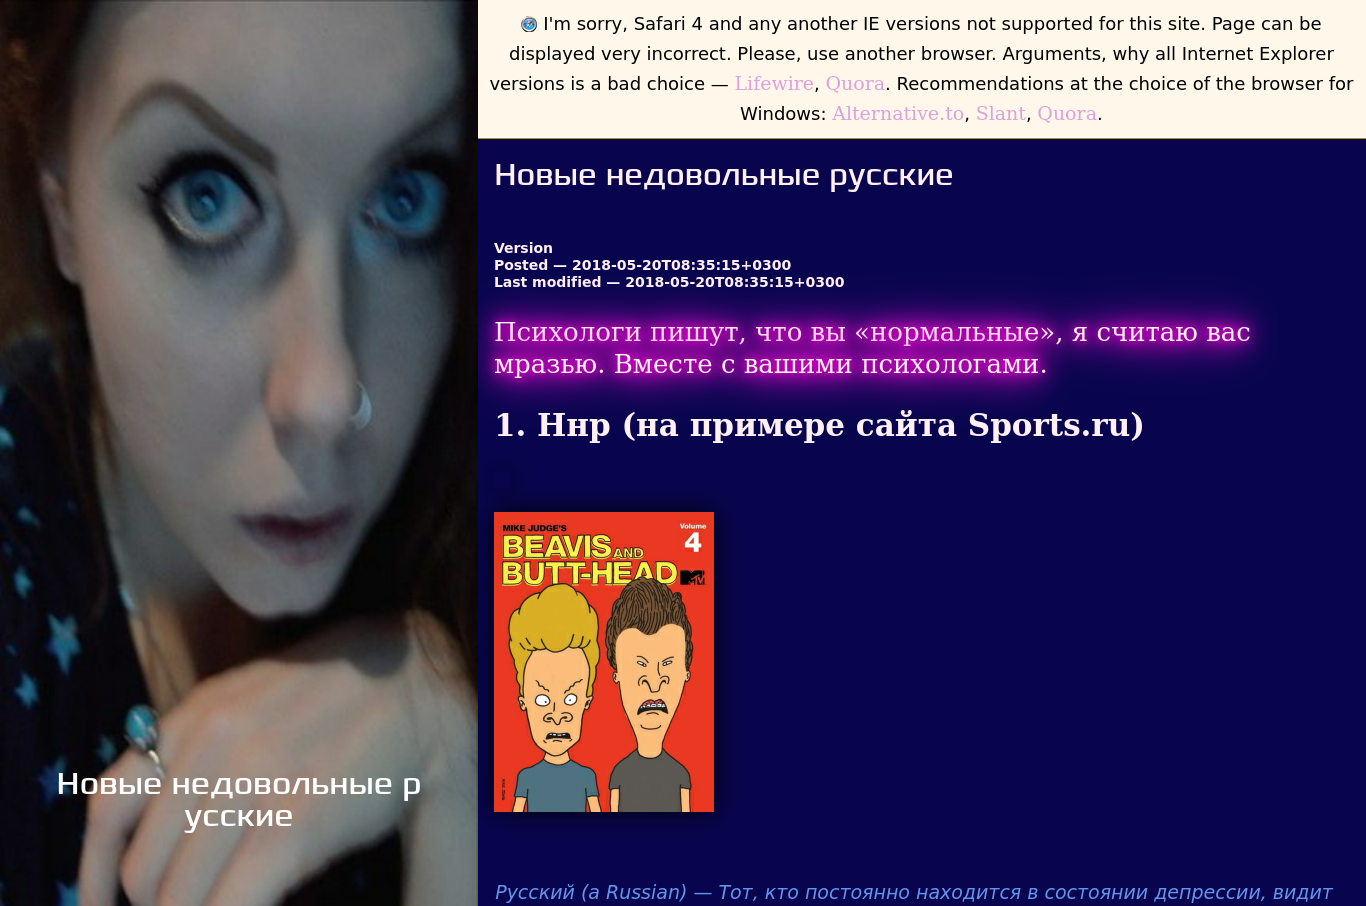 I'm sorry, Safari 4 and any another IE versions not supported for this site. Page can be
displayed very incorrect. Please, use another browser. Arguments, why all Internet Explorer
versions is a bad choice — Lifewire, Quora. Recommendations at the choice of the browser for
Windows: Alternative.to, Slant, Quora.
Новые недовольные русские
Version
Posted — 2018-05-20T08:35:15+0300
Last modified — 2018-05-20T08:35:15+0300
Психологи пишут, что вы «нормальные», я считаю вас
мразью. Вместе с вашими психологами.
1. Ннр (на примере сайта Sports.ru)
MIKE JUDGE'S
Volume
4
BEAVIS AND
BUTT-HEAD
MTV
Новые недовольные р
усские
Русский (a Russian) — Тот, кто постоянно находится в состоянии депрессии, видит